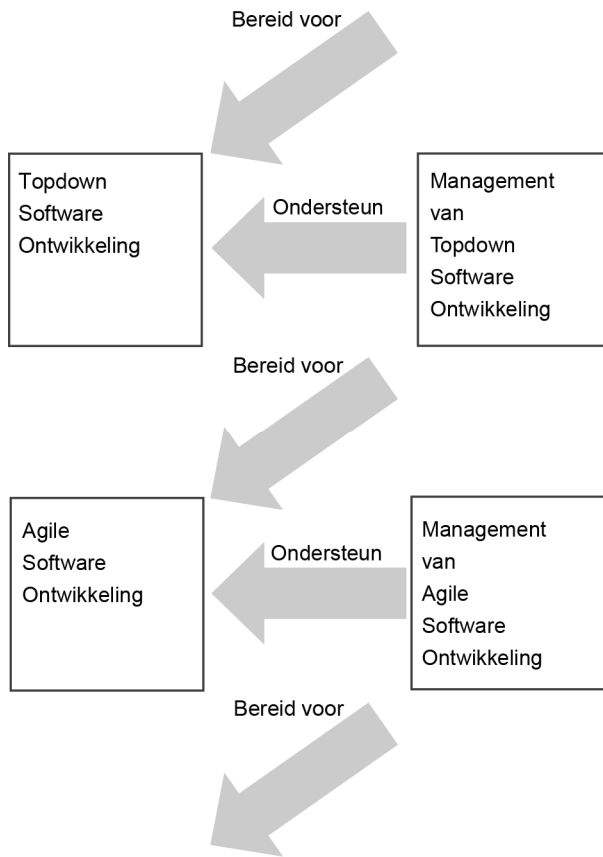 Bereid voor
Topdown
Software
Ontwikkeling
Ondersteun
Management
van
Topdown
Software
Ontwikkeling
Bereid voor
Agile
Software
Ontwikkeling
Ondersteun
Management
van
Agile
Software
Ontwikkeling
Bereid voor